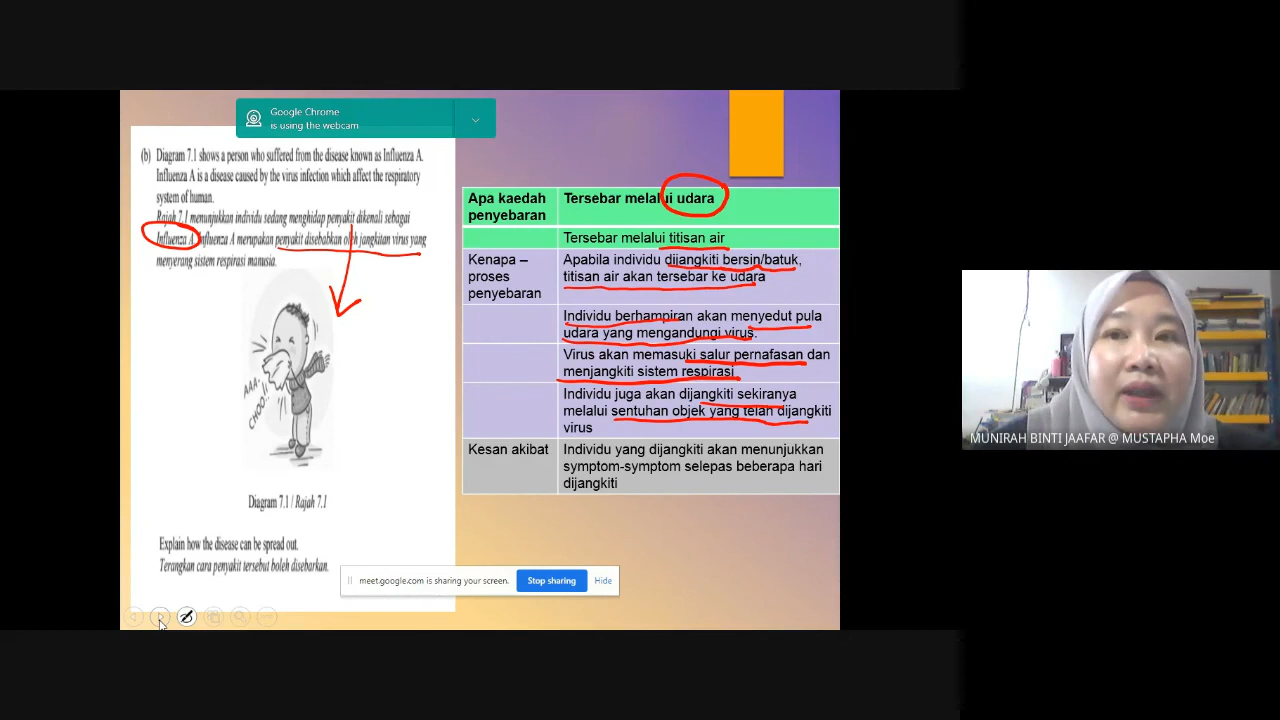 Google Chrome
is using the webcam
(b) Diagram 7.1 shows a person who suffered from the disease known as Influenza A.
Influenza A is a disease caused by the virus infection which affect the respiratory
system of human.
Rajah 7.1 menunjukkan individu sedang menghidap penyakit dikenali sebagai
Influenza A. Influenza A merupakan penyakit disebabkan oleh jangkitan virus yang
menyerang sistem respirasi manusia.
AAA-
CHOO...
Diagram 7.1 / Rajah 7.1
Explain how the disease can be spread out.
Terangkan cara penyakit tersebut boleh disebarkan.
Apa kaedah
penyebaran
Tersebar melalui udara
Tersebar melalui titisan air
Kenapa –
proses
penyebaran
Apabila individu dijangkiti bersin/batuk,
titisan air akan tersebar ke udara
Individu berhampiran akan menyedut pula
udara yang mengandungi virus.
Virus akan memasuki salur pernafasan dan
menjangkiti sistem respirasi
Individu juga akan dijangkiti sekiranya
melalui sentuhan objek yang telah dijangkiti
virus
Kesan akibat
Individu yang dijangkiti akan menunjukkan
symptom-symptom selepas beberapa hari
dijangkiti
meet.google.com is sharing your screen.
Stop sharing
Hide
MUNIRAH BINTI JAAFAR @ MUSTAPHA Moe